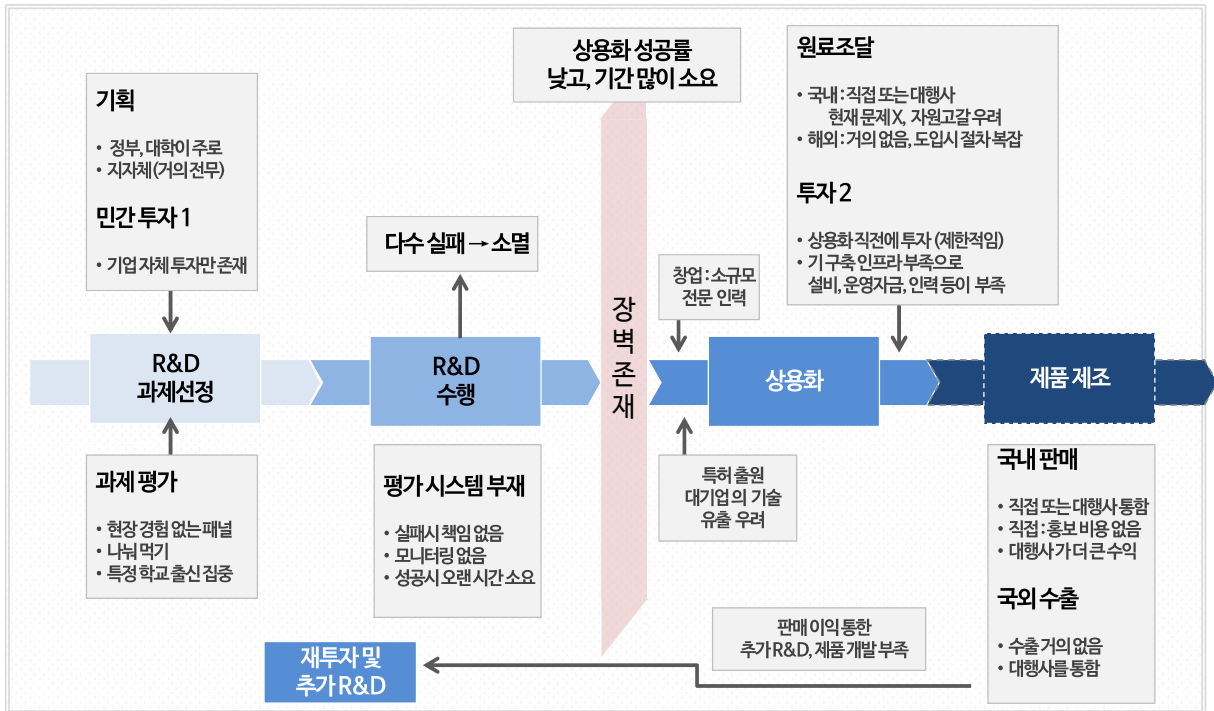 기획
• 정부, 대학이 주로
• 지자체(거의 전무)
민간 투자 1
• 기업 자체 투자만 존재
R&D
과제선정
과제 평가
• 현장 경험 없는 패널
• 나눠 먹기
• 특정 학교 출신 집중
다수 실패 → 소멸
R&D
수행
평가 시스템 부재
• 실패시 책임 없음
• 모니터링 없음
• 성공시 오랜 시간 소요
상용화 성공률
낮고, 기간 많이 소요
장
벽
존
재
창업 : 소규모
전문 인력
상용화
특허 출원
대기업의 기술
유출 우려
원료조달
• 국내 : 직접 또는 대행사
현재 문제 X, 자원고갈 우려
• 해외 : 거의 없음, 도입시 절차 복잡
투자 2
• 상용화 직전에 투자 (제한적임)
• 기 구축 인프라 부족으로
설비, 운영자금, 인력 등이 부족
제품 제조
국내 판매
• 직접 또는 대행사 통함
• 직접 : 홍보 비용 없음
• 대행사가 더 큰 수익
국외 수출
• 수출 거의 없음
• 대행사를 통함
판매 이익 통한
추가 R&D, 제품 개발 부족
재투자 및
추가 R&D